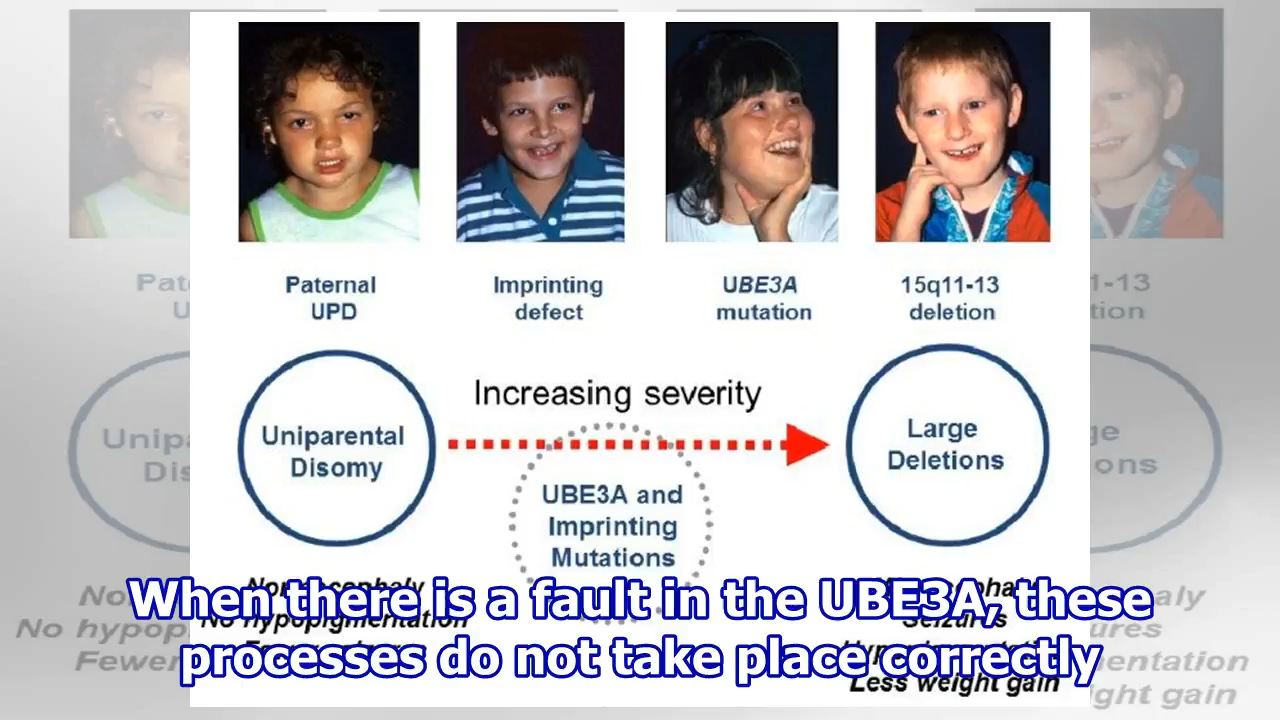 Paternal
UPD
Imprinting
defect
UBE3A
mutation
15q11-13
deletion
Increasing severity
Uniparental
Disomy
Large
Deletions
UBE3A and
Imprinting
Mutations
No hypopigmentation
Seizures
Less weight gain
When there is a fault in the UBE3A, these
processes do not take place correctly